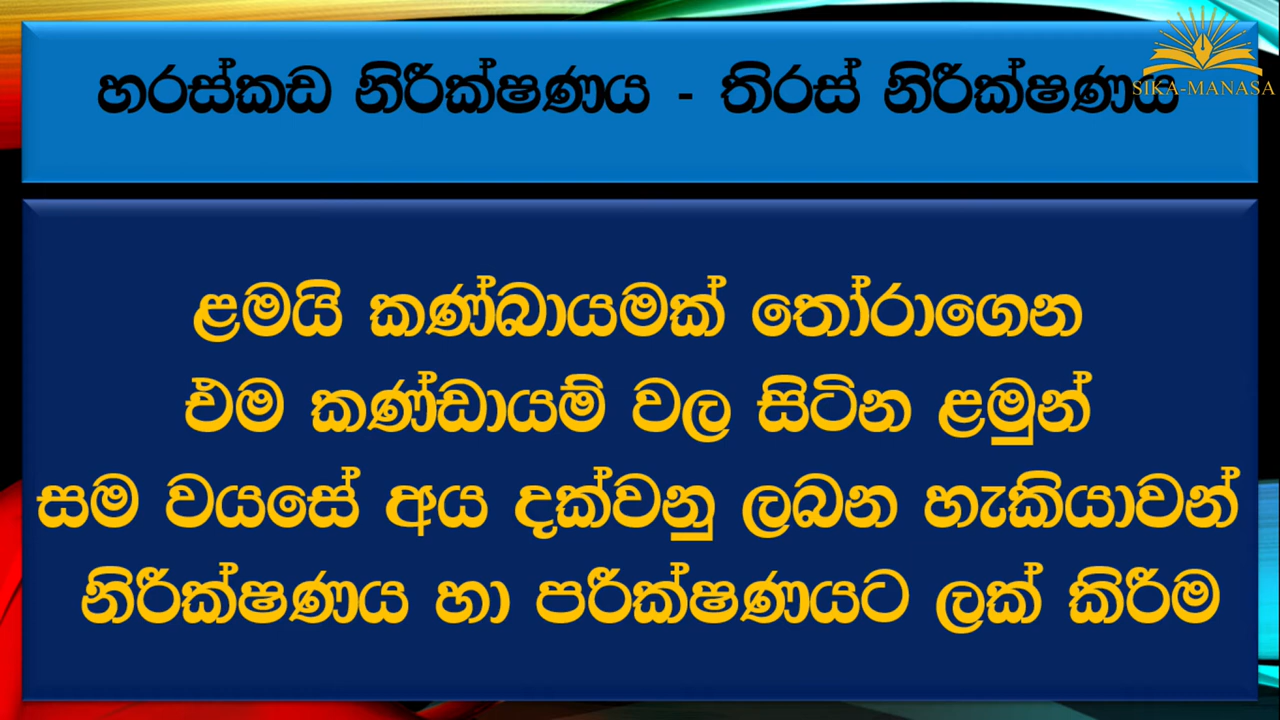 SIKA-MANASA
හරස්කඩ නිරීක්ෂණය - තිරස් නිරීක්ෂණය
ළමයි කණ්බායමක් තෝරාගෙන
එම කණ්ඩායම් වල සිටින ළමුන්
සම වයසේ අය දක්වනු ලබන හැකියාවන්
නිරීක්ෂණය හා පරීක්ෂණයට ලක් කිරීම